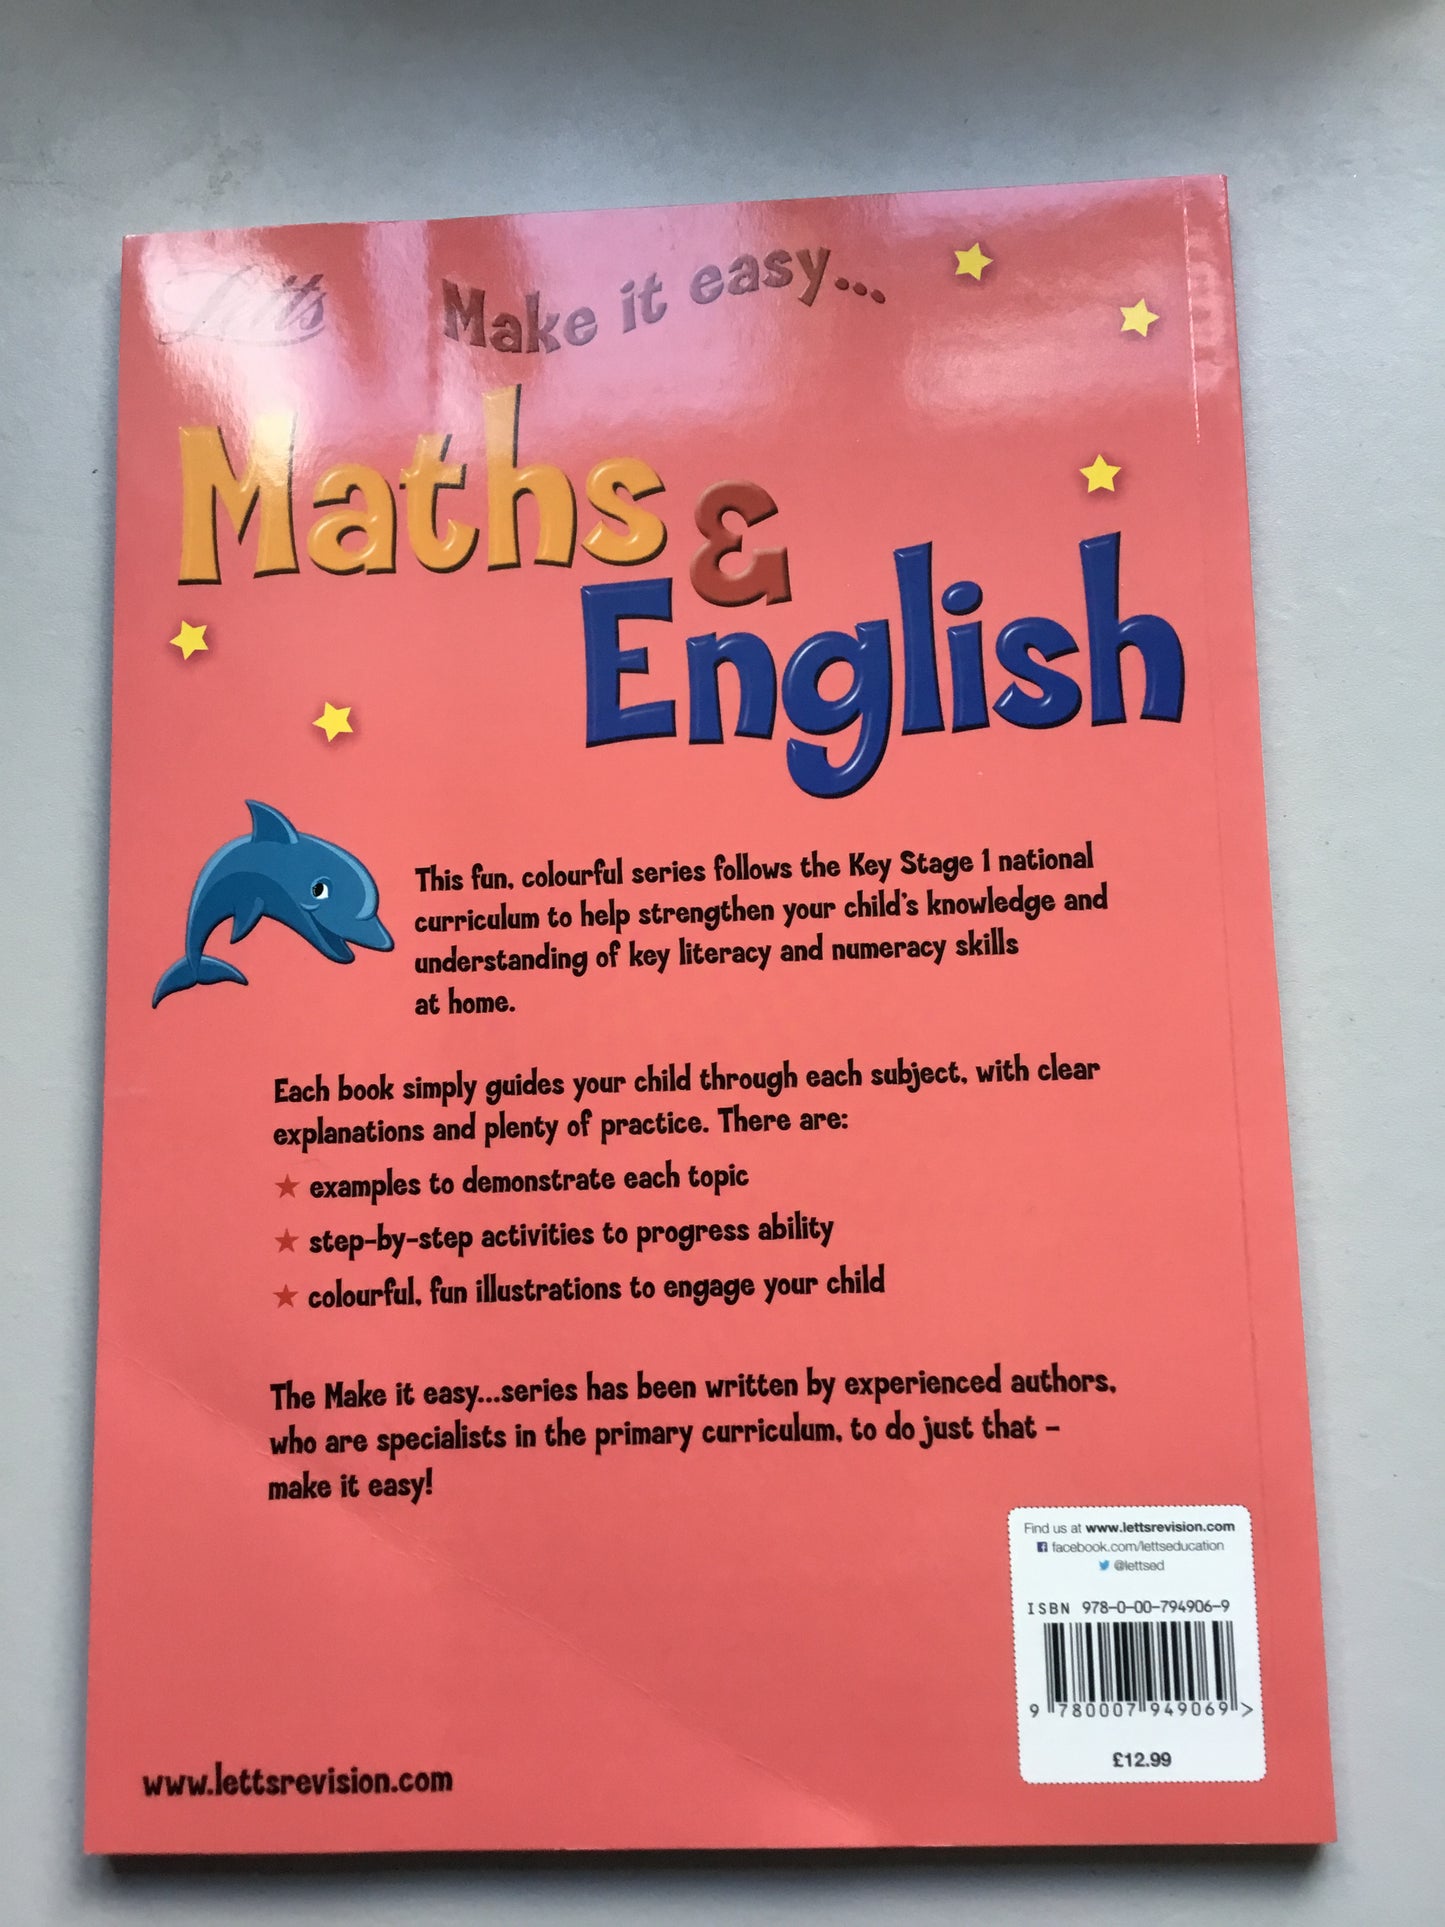 Letts
Make it easy...
Maths &
English
This fun, colourful series follows the Key Stage 1 national
curriculum to help strengthen your child's knowledge and
understanding of key literacy and numeracy skills
at home.
Each book simply guides your child through each subject, with clear
explanations and plenty of practice. There are:
★ examples to demonstrate each topic
★ step-by-step activities to progress ability
★ colourful, fun illustrations to engage your child
The Make it easy...series has been written by experienced authors,
who are specialists in the primary curriculum, to do just that –
make it easy!
Find us at www.lettsrevision.com
facebook.com/lettseducation
@lettsed
ISBN 978-0-00-794906-9
9 780007 949069 >
£12.99
www.lettsrevision.com